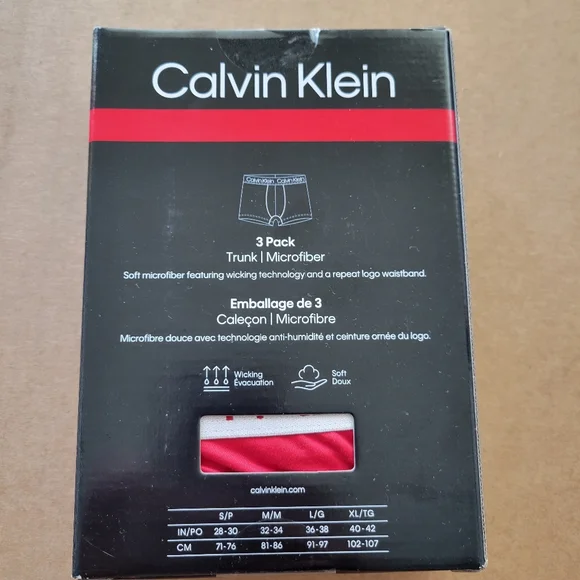 Calvin Klein
Calvin Klein Calvin Klein
3 Pack
Trunk | Microfiber
Soft microfiber featuring wicking technology and a repeat logo waistband.
Emballage de 3
Caleçon | Microfibre
Microfibre douce avec technologie anti-humidité et ceinture ornée du logo.
Wicking
Évacuation
Soft
Doux
calvinklein.com
S/P M/M L/G XL/TG
IN/PO 28-30 32-34 36-38 40-42
CM 71-76 81-86 91-97 102-107